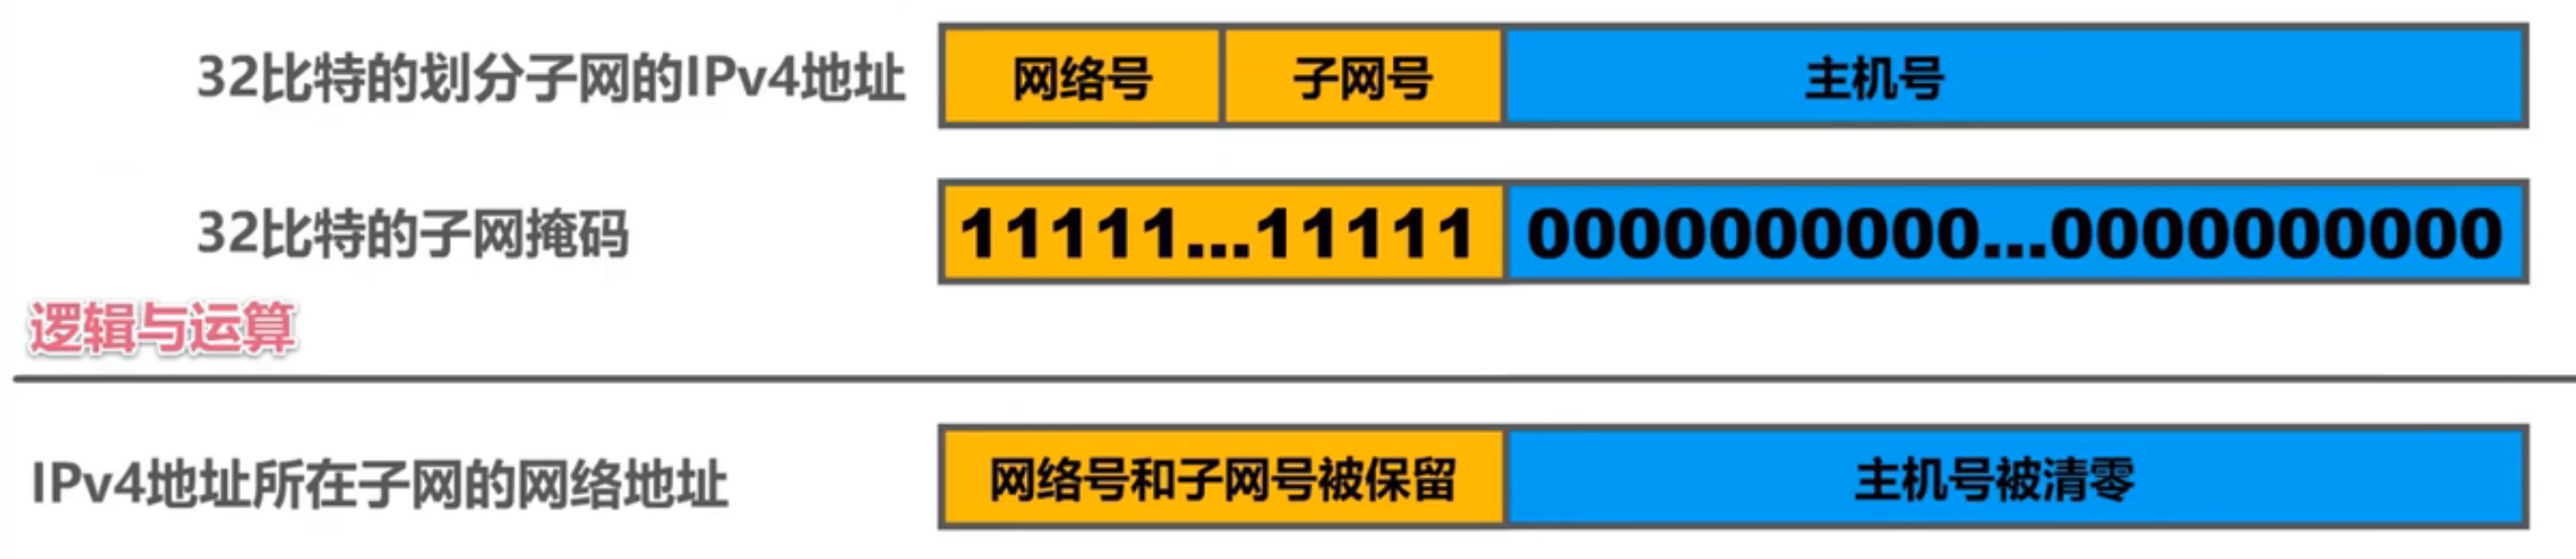 32比特的划分子网的IPv4地址 网络号 子网号 主机号
32比特的子网掩码 11111...11111 0000000000...0000000000
逻辑与运算
IPv4地址所在子网的网络地址 网络号和子网号被保留 主机号被清零